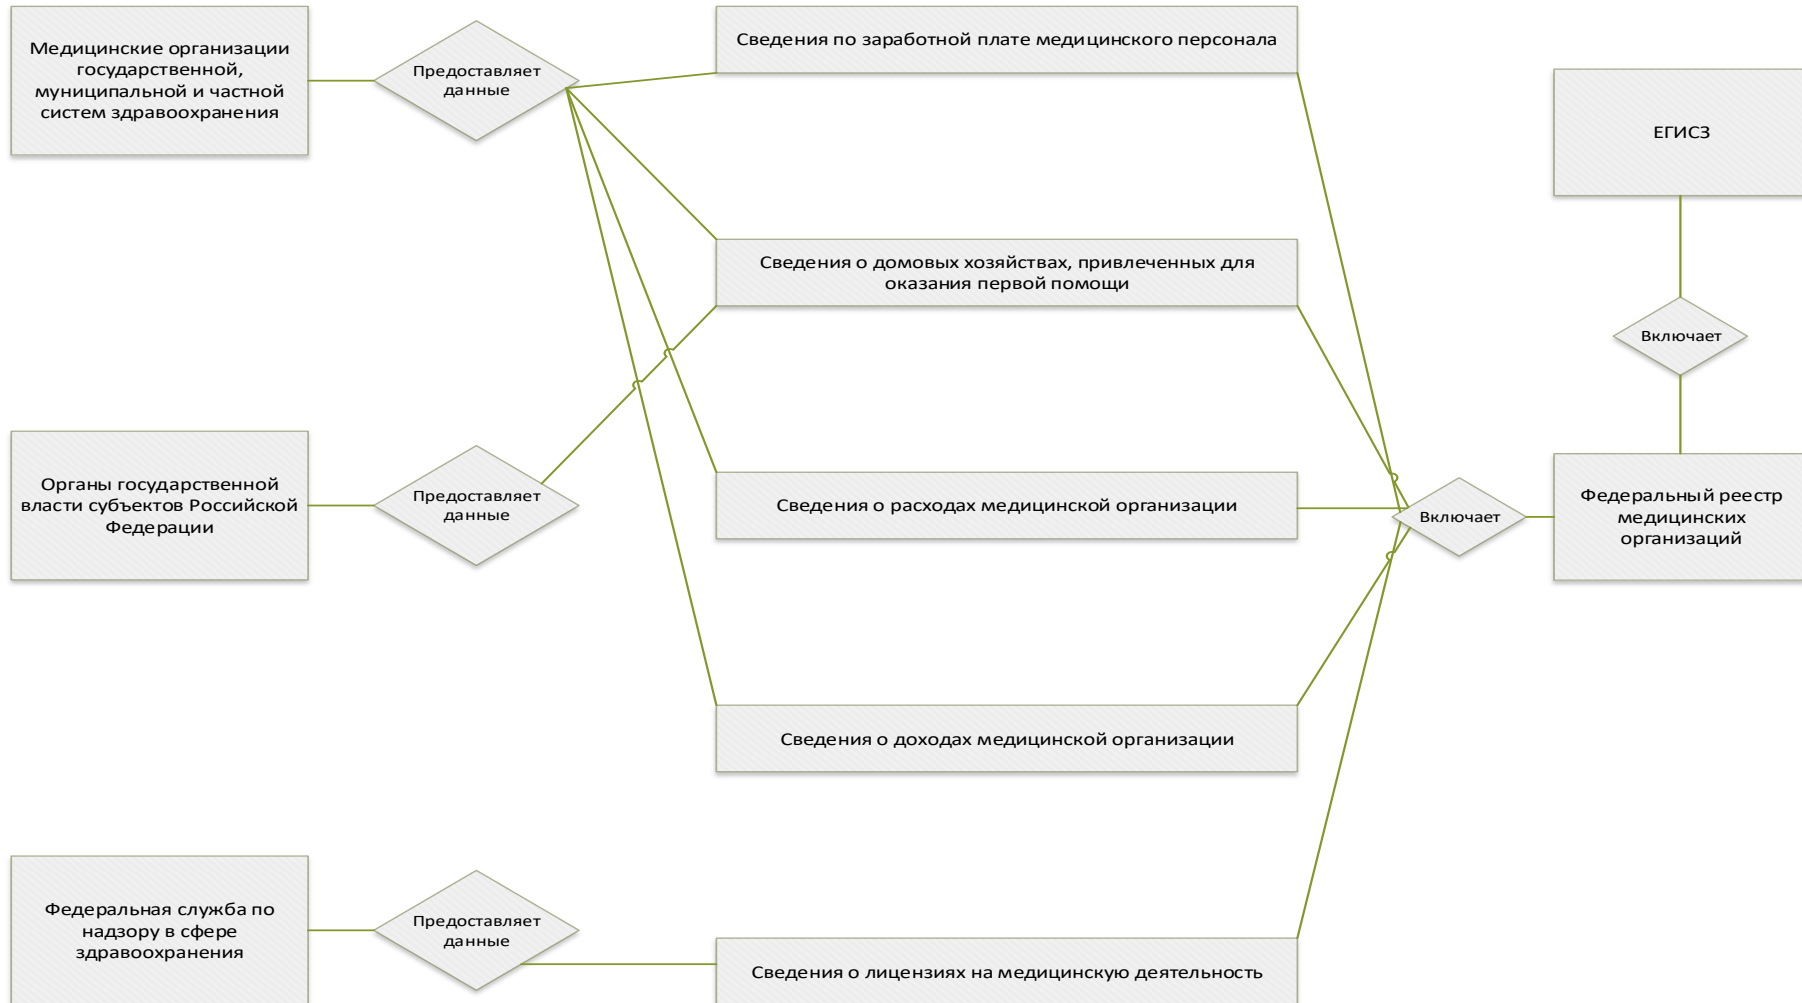 Медицинские организации
государственной,
муниципальной и частной
систем здравоохранения
Предоставляет
данные
Сведения по заработной плате медицинского персонала
ЕГИСЗ
Сведения о домовых хозяйствах, привлеченных для
оказания первой помощи
Включает
Органы государственной
власти субъектов Российской
Федерации
Предоставляет
данные
Сведения о расходах медицинской организации
Включает
Федеральный реестр
медицинских
организаций
Сведения о доходах медицинской организации
Федеральная служба по
надзору в сфере
здравоохранения
Предоставляет
данные
Сведения о лицензиях на медицинскую деятельность